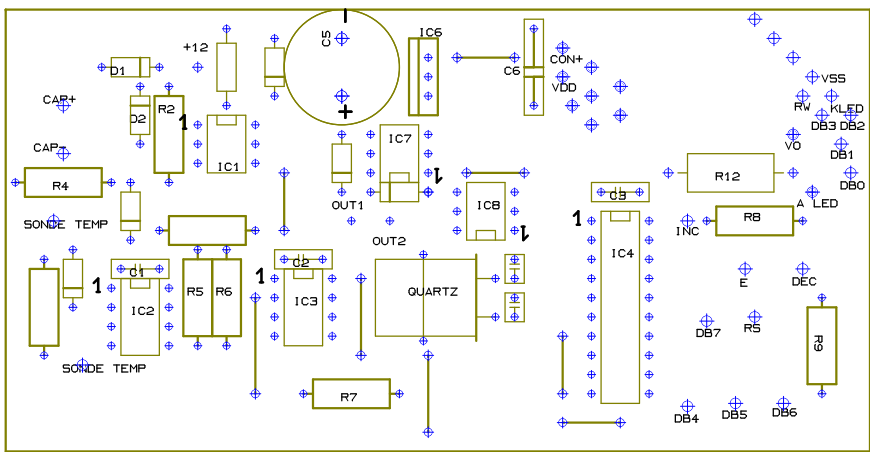 +12
C5
IC6
CON+
D1
C6
VSS
VDD
CAP+
R2
D2
1
RW
KLED
DB3
DB2
+
IC7
CAP-
IC1
VO
DB1
R4
1
R12
DB0
OUT1
IC8
C3
A LED
SONDE TEMP
1
INC
R8
1
OUT2
IC4
C1
1
C2
E
DEC
1
R5
R6
IC3
QUARTZ
IC2
DB7
RS
R9
SONDE TEMP
R7
DB4
DB5
DB6
DB0